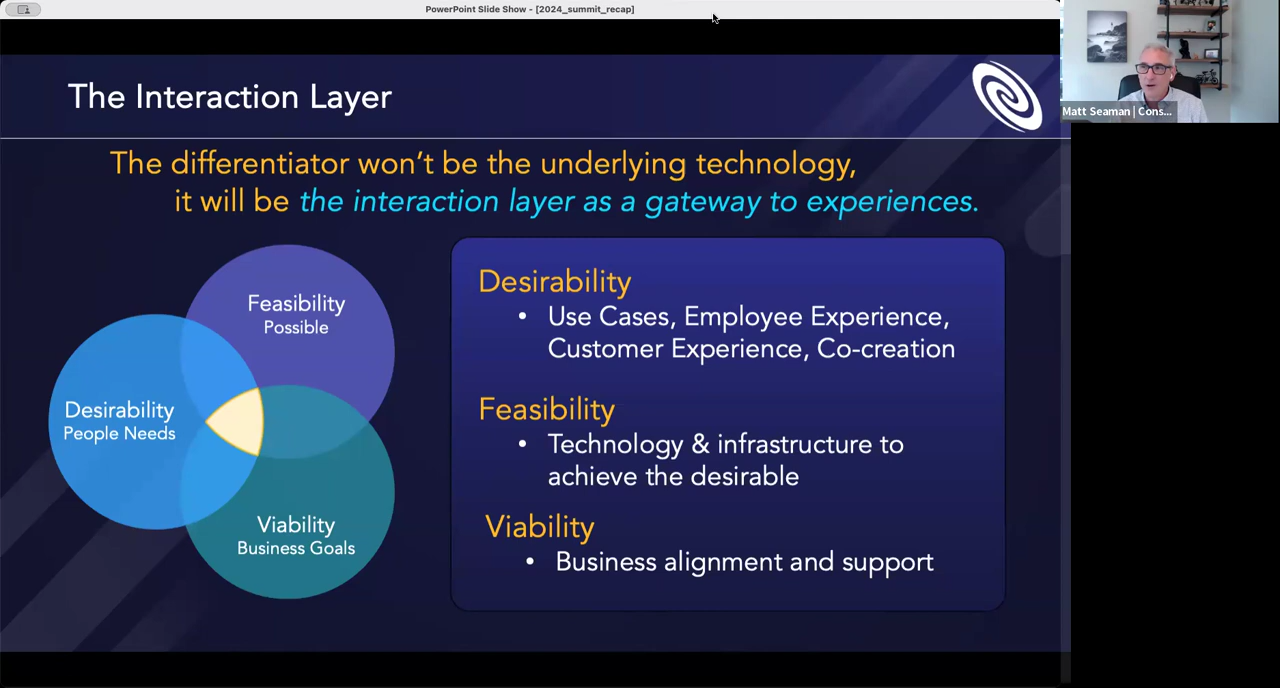 PowerPoint Slide Show - [2024_summit_recap]
The Interaction Layer
The differentiator won’t be the underlying technology,
it will be the interaction layer as a gateway to experiences.
Feasibility
Possible
Desirability
People Needs
Viability
Business Goals
Desirability
• Use Cases, Employee Experience,
Customer Experience, Co-creation
Feasibility
• Technology & infrastructure to
achieve the desirable
Viability
• Business alignment and support
Matt Seaman | Cons...